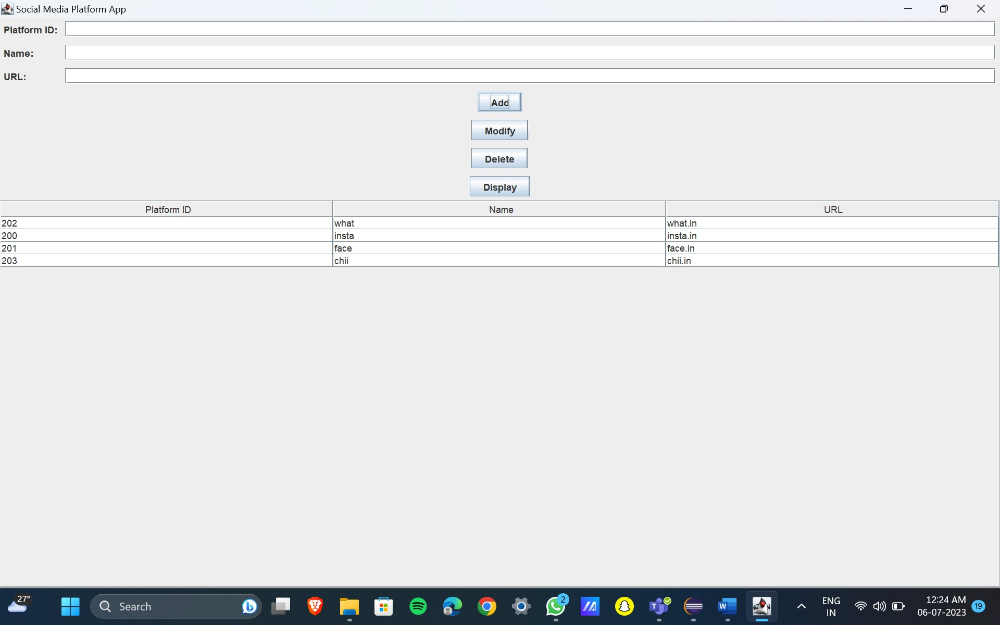 Social Media Platform App
Platform ID:
Name:
URL:
Add
Modify
Delete
Display
Platform ID Name URL
202 what what.in
200 insta insta.in
201 face face.in
203 chii chii.in
27°
Search
2
W
T
ENG
IN
12:24 AM
06-07-2023
19